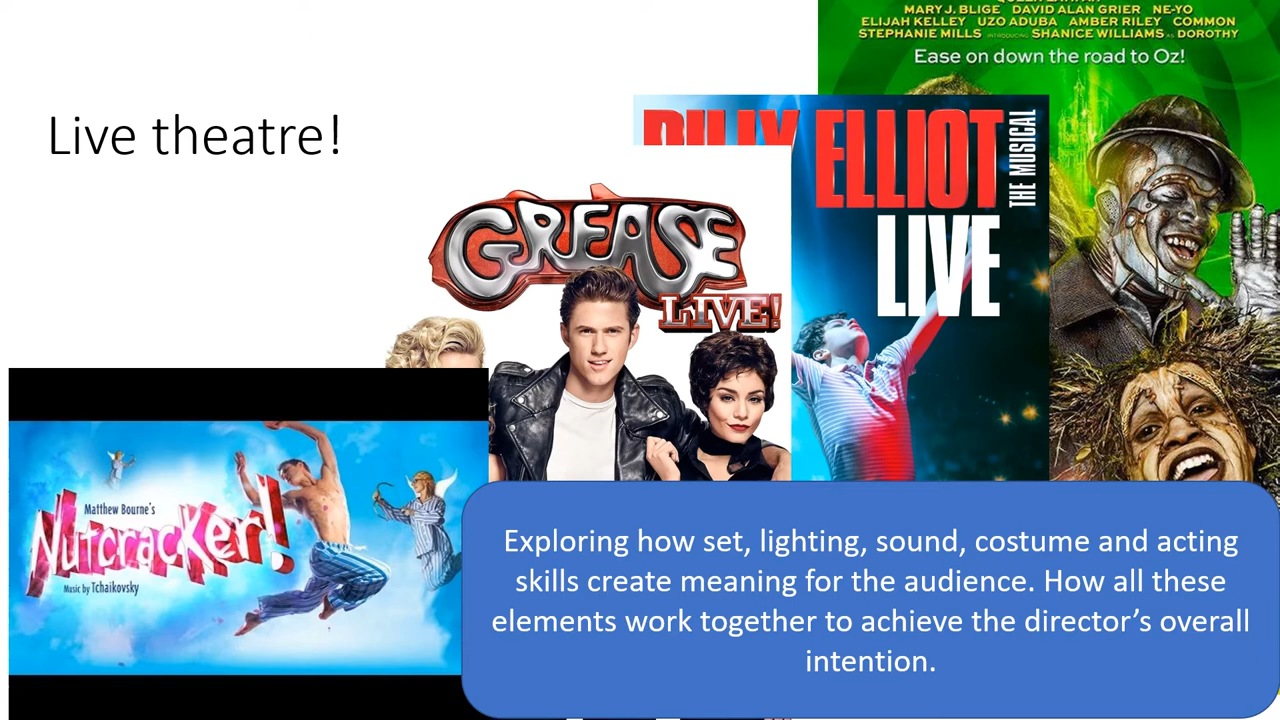 MARY J. BLIGE DAVID ALAN GRIER NE-YO
ELIJAH KELLEY UZO ADUBA AMBER RILEY COMMON
STEPHANIE MILLS INTRODUCING SHANICE WILLIAMS AS DOROTHY
Ease on down the road to Oz!
Live theatre!
BILLY ELLIOT
THE MUSICAL
LIVE
GREASE
LIVE!
Matthew Bourne's
Nutcracker!
Music by Tchaikovsky
Exploring how set, lighting, sound, costume and acting
skills create meaning for the audience. How all these
elements work together to achieve the director’s overall
intention.